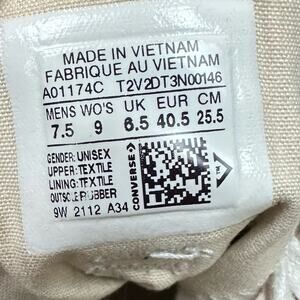 MADE IN VIETNAM
FABRIQUE AU VIETNAM
A01174C T2V2DT3N00146
MENS WO'S UK EUR CM
7.5 9 6.5 40.5 25.5
GENDER: UNISEX
UPPER: TEXTILE
LINING: TEXTILE
OUTSOLE: RUBBER
9W 2112 A34
CONVERSE